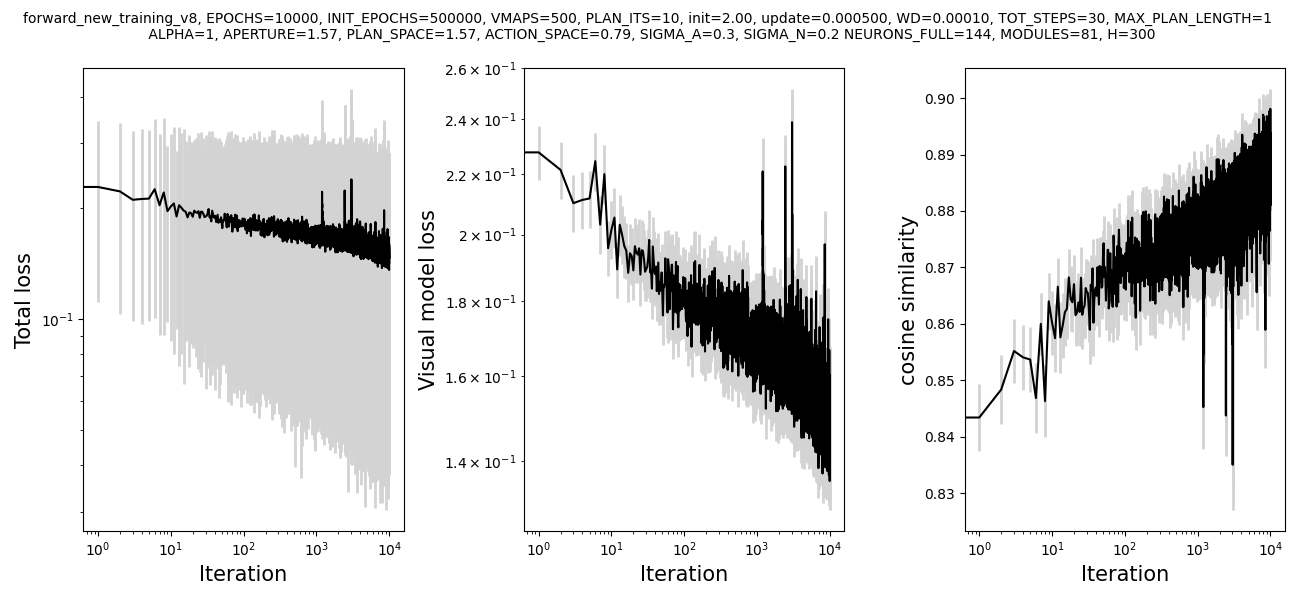 forward_new_training_v8, EPOCHS=10000, INIT_EPOCHS=500000, VMAPS=500, PLAN_ITS=10, init=2.00, update=0.000500, WD=0.00010, TOT_STEPS=30, MAX_PLAN_LENGTH=1
ALPHA=1, APERTURE=1.57, PLAN_SPACE=1.57, ACTION_SPACE=0.79, SIGMA_A=0.3, SIGMA_N=0.2 NEURONS_FULL=144, MODULES=81, H=300
Total loss
10⁻¹
10⁰ 10¹ 10² 10³ 10⁴
Iteration
Visual model loss
2.6 × 10⁻¹
2.4 × 10⁻¹
2.2 × 10⁻¹
2 × 10⁻¹
1.8 × 10⁻¹
1.6 × 10⁻¹
1.4 × 10⁻¹
10⁰ 10¹ 10² 10³ 10⁴
Iteration
cosine similarity
0.90
0.89
0.88
0.87
0.86
0.85
0.84
0.83
10⁰ 10¹ 10² 10³ 10⁴
Iteration